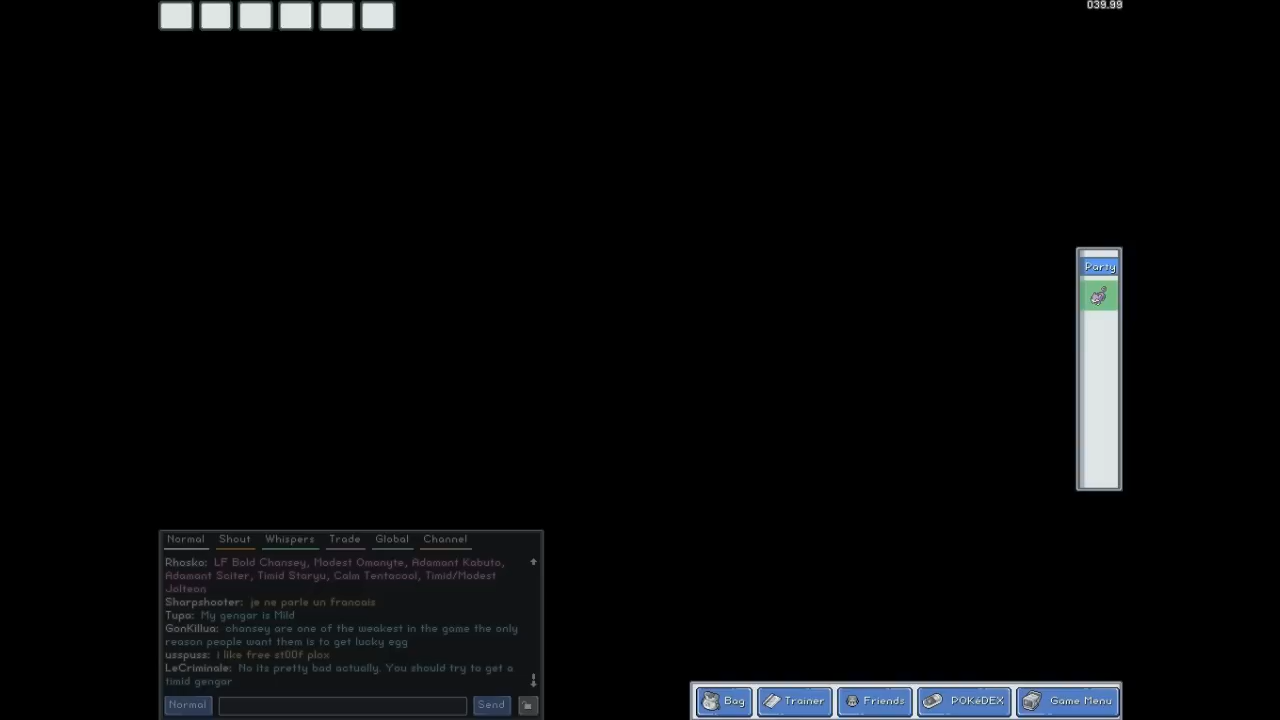 039.99
Party
Normal Shout Whispers Trade Global Channel
Rhosko: LF Bold Chansey, Modest Omanyte, Adamant Kabuto,
Adamant Sciter, Timid Staryu, Calm Tentacool, Timid/Modest
Jolteon
Sharpshooter: je ne parle un francais
Tupa: My gengar is Mild
GonKillua: chansey are one of the weakest in the game the only
reason people want them is to get lucky egg
usspuss: i like free st00f plox
LeCriminale: No its pretty bad actually. You should try to get a
timid gengar
Normal Send
Bag Trainer Friends POKéDEX Game Menu